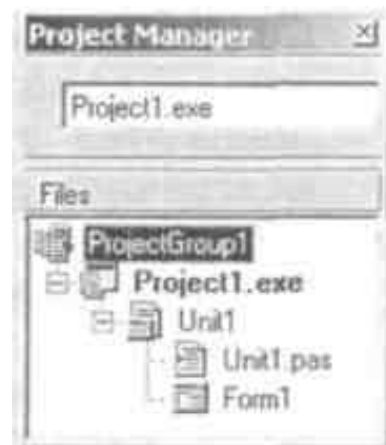 Project Manager
Project1.exe
Files
ProjectGroup1
Project1.exe
Unit1
Unit1.pas
Form1